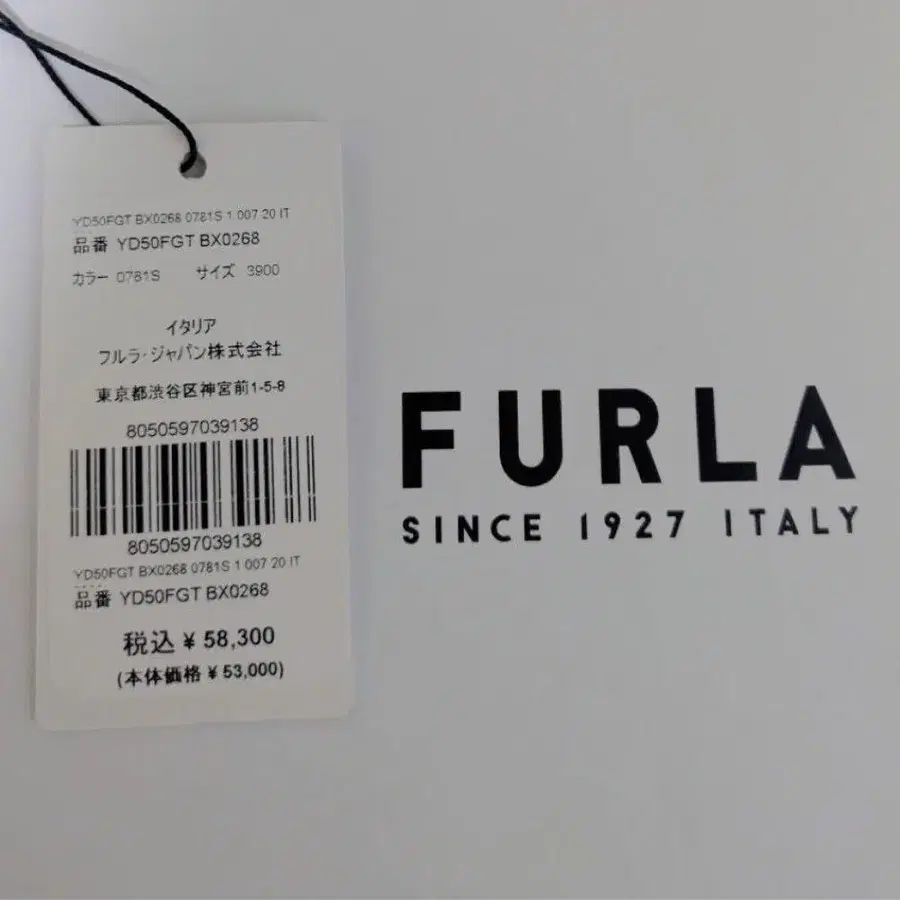 YD50FGT BX0268 0781S 1 007 20 IT
品番 YD50FGT BX0268
カラー 0781S サイズ 3900
イタリア
フルラ・ジャパン株式会社
東京都渋谷区神宮前1-5-8
8050597039138
8050597039138
YD50FGT BX0268 0781S 1 007 20 IT
品番 YD50FGT BX0268
税込 ¥ 58,300
(本体価格 ¥ 53,000)
FURLA
SINCE 1927 ITALY